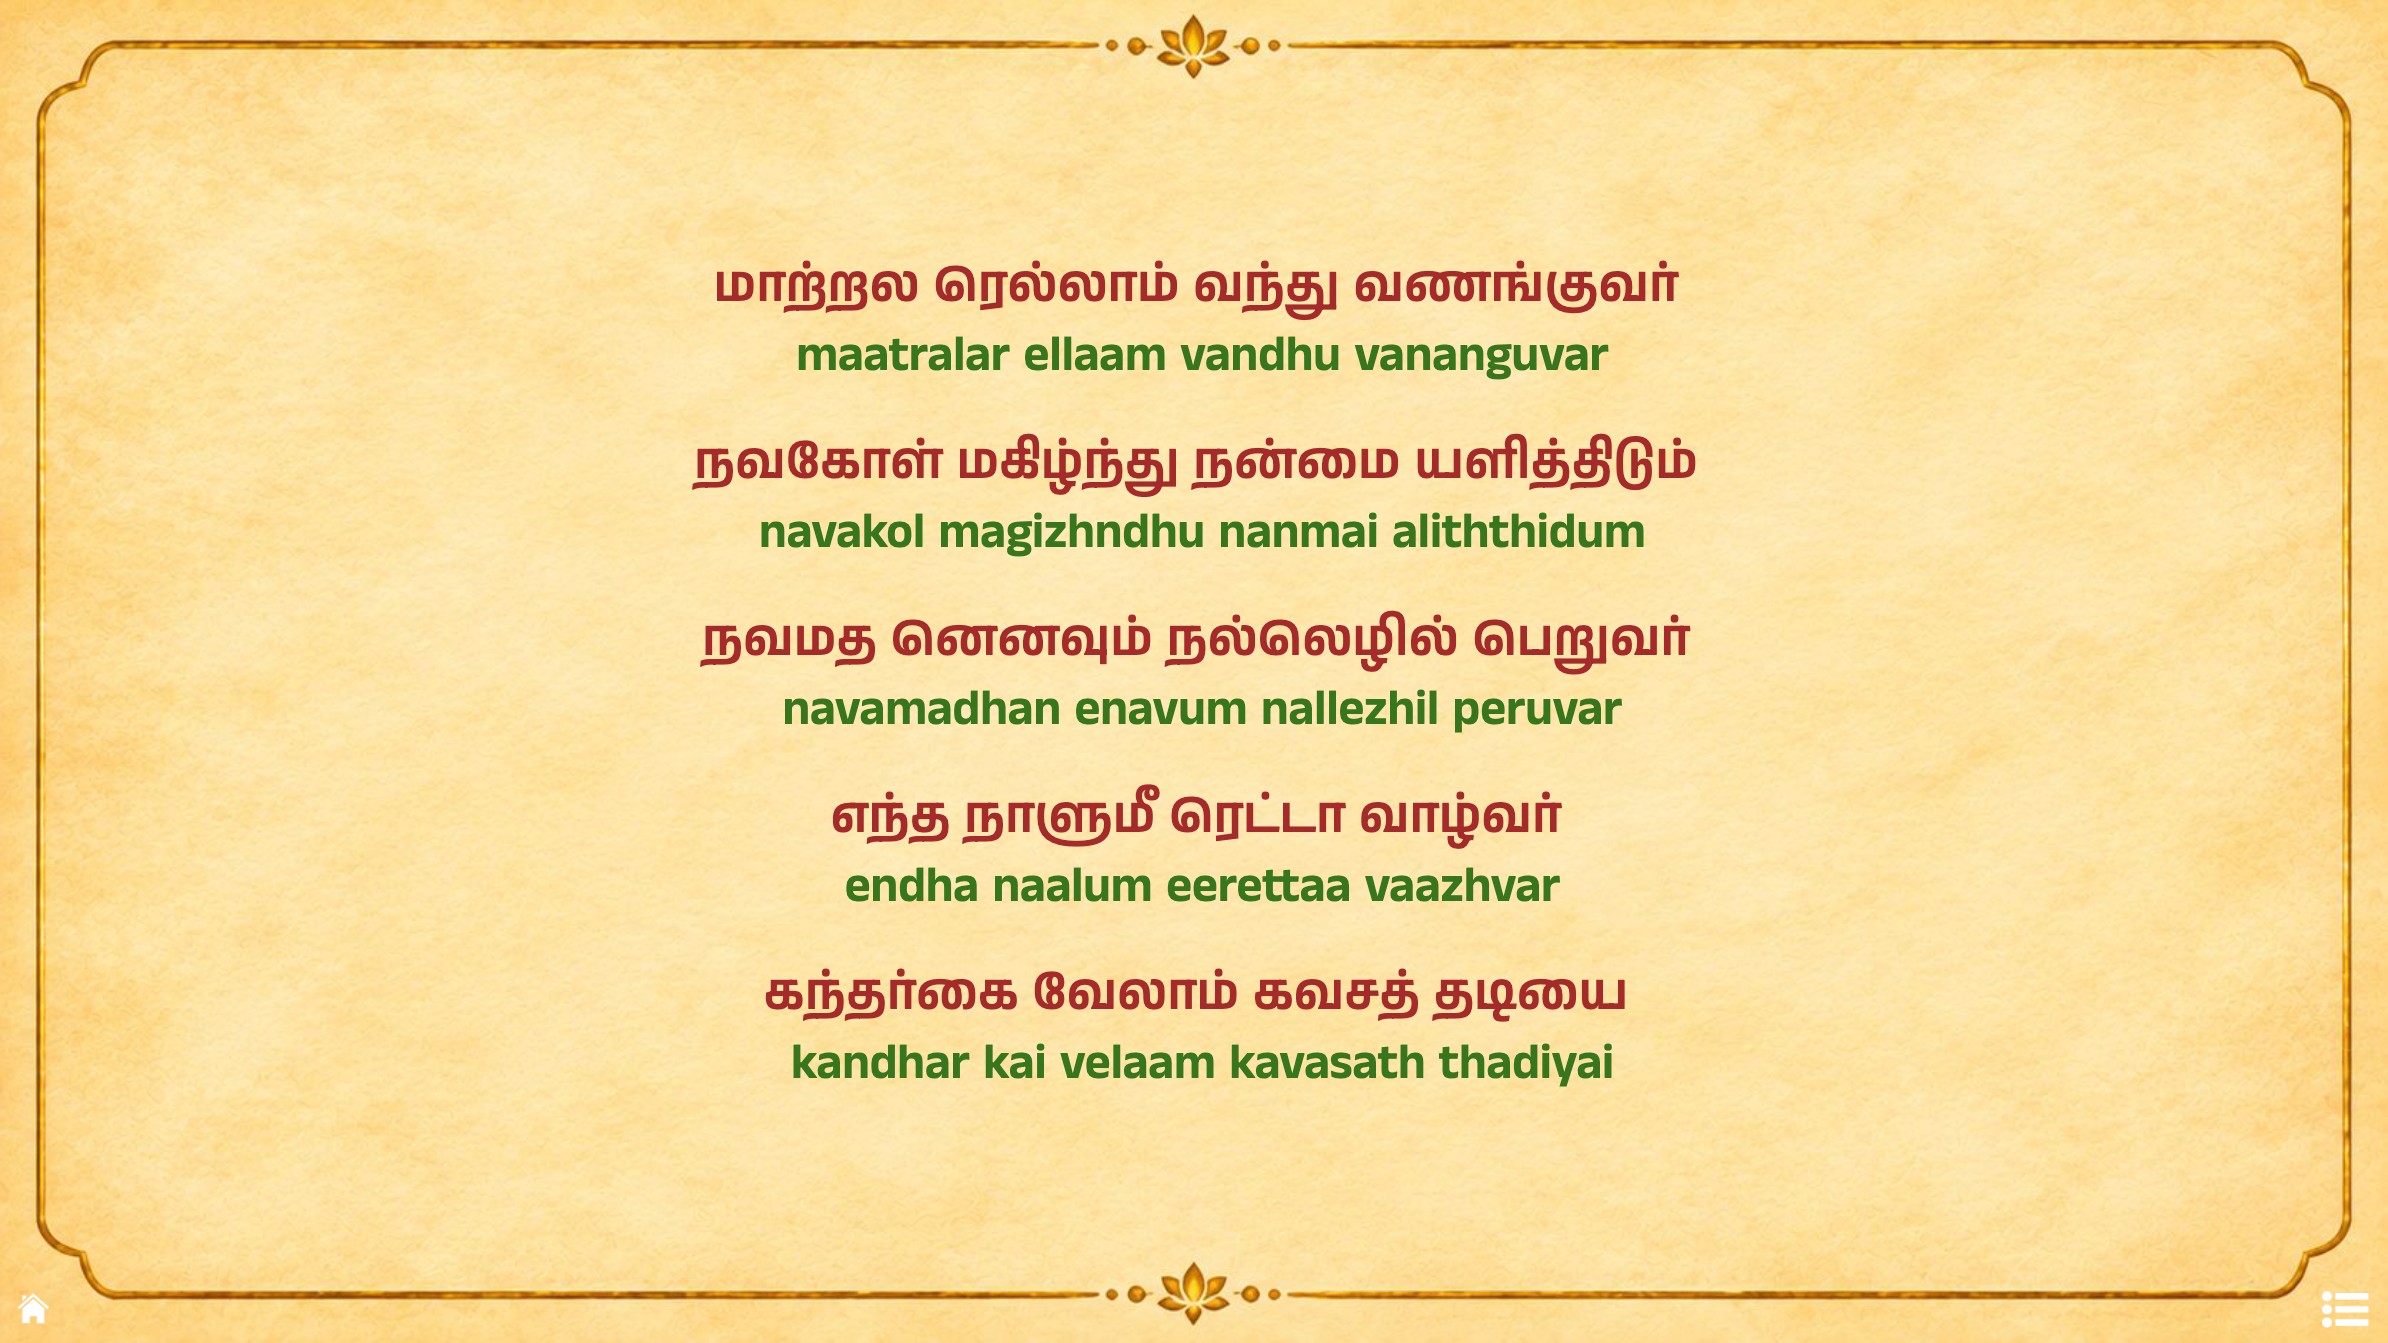 மாற்றல ரெல்லாம் வந்து வணங்குவர்
maatralar ellaam vandhu vananguvar
நவகோள் மகிழ்ந்து நன்மை யளித்திடும்
navakol magizhndhu nanmai aliththidum
நவமத னெனவும் நல்லெழில் பெறுவர்
navamadhan enavum nallezhil peruvar
எந்த நாளுமீ ரெட்டா வாழ்வர்
endha naalum eerettaa vaazhvar
கந்தர்கை வேலாம் கவசத் தடியை
kandhar kai velaam kavasath thadiyai